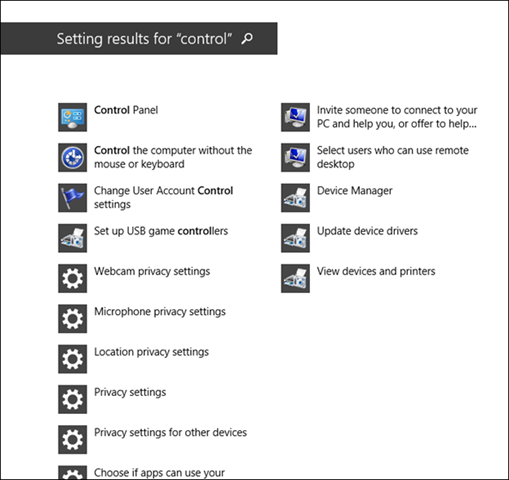 Setting results for “control”
Control Panel
Control the computer without the
mouse or keyboard
Change User Account Control
settings
Set up USB game controllers
Webcam privacy settings
Microphone privacy settings
Location privacy settings
Privacy settings
Privacy settings for other devices
Choose if apps can use your
Invite someone to connect to your
PC and help you, or offer to help...
Select users who can use remote
desktop
Device Manager
Update device drivers
View devices and printers